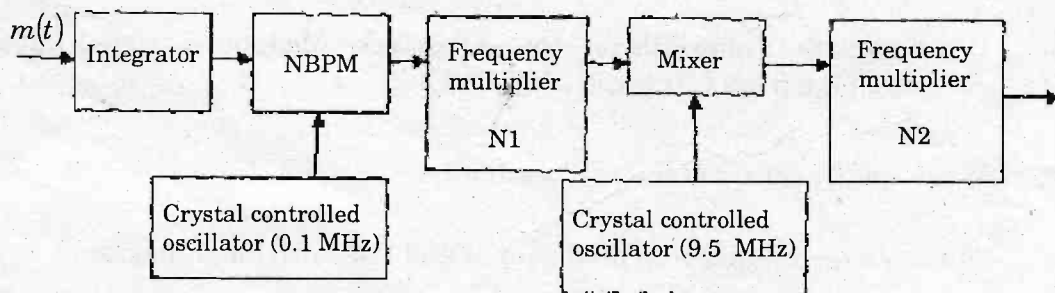 m(t)
Integrator
NBPM
Frequency
multiplier
N1
Mixer
Frequency
multiplier
N2
Crystal controlled
oscillator (0.1 MHz)
Crystal controlled
oscillator (9.5 MHz)